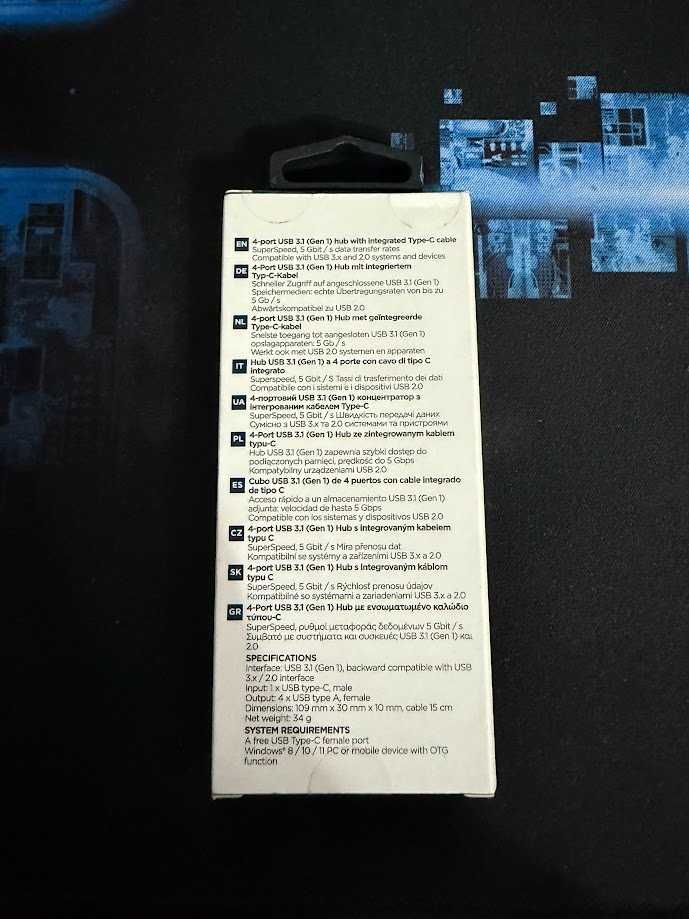 EN 4-port USB 3.1 (Gen 1) hub with integrated Type-C cable
SuperSpeed, 5 Gbit / s data transfer rates
Compatible with USB 3.x and 2.0 systems and devices
DE 4-Port USB 3.1 (Gen 1) Hub mit integriertem
Typ-C-Kabel
Schneller Zugriff auf angeschlossene USB 3.1 (Gen 1)
Speichermedien: echte Übertragungsraten von bis zu
5 Gb / s
Abwärtskompatibel zu USB 2.0
NL 4-port USB 3.1 (Gen 1) Hub met geïntegreerde
Type-C-kabel
Snelste toegang tot aangesloten USB 3.1 (Gen 1)
opslagapparaten: 5 Gb / s
Werkt ook met USB 2.0 systemen en apparaten
IT Hub USB 3.1 (Gen 1) a 4 porte con cavo di tipo C
integrato
Superspeed, 5 Gbit / S Tassi di trasferimento dei dati
Compatibile con i sistemi e i dispositivi USB 2.0
UA 4-портовий USB 3.1 (Gen 1) концентратор з
інтегрованим кабелем Type-C
SuperSpeed, 5 Gbit / s Швидкість передачі даних
Сумісно з USB 3.x та 2.0 системами та пристроями
PL 4-Port USB 3.1 (Gen 1) Hub ze zintegrowanym kablem
typu-C
Hub USB 3.1 (Gen 1) zapewnia szybki dostęp do
podłączonych pamięci, prędkość do 5 Gbps
Kompatybilny urządzeniami USB 2.0
ES Cubo USB 3.1 (Gen 1) de 4 puertos con cable integrado
de tipo C
Acceso rápido a un almacenamiento USB 3.1 (Gen 1)
adjunta: velocidad de hasta 5 Gbps
Compatible con los sistemas y dispositivos USB 2.0
CZ 4-port USB 3.1 (Gen 1) Hub s integrovaným kabelem
typu C
SuperSpeed, 5 Gbit / s Míra přenosu dat
Kompatibilní se systémy a zařízeními USB 3.x a 2.0
SK 4-port USB 3.1 (Gen 1) Hub s integrovaným káblom
typu C
SuperSpeed, 5 Gbit / s Rýchlosť prenosu údajov
Kompatibilné so systémami a zariadeniami USB 3.x a 2.0
GR 4-Port USB 3.1 (Gen 1) Hub με ενσωματωμένο καλώδιο
τύπου-C
SuperSpeed, ρυθμοί μεταφοράς δεδομένων 5 Gbit / s
Συμβατό με συστήματα και συσκευές USB 3.1 (Gen 1) και
2.0
SPECIFICATIONS
Interface: USB 3.1 (Gen 1), backward compatible with USB
3.x / 2.0 interface
Input: 1 x USB type-C, male
Output: 4 x USB type A, female
Dimensions: 109 mm x 30 mm x 10 mm, cable 15 cm
Net weight: 34 g
SYSTEM REQUIREMENTS
A free USB Type-C female port
Windows® 8 / 10 / 11 PC or mobile device with OTG
function